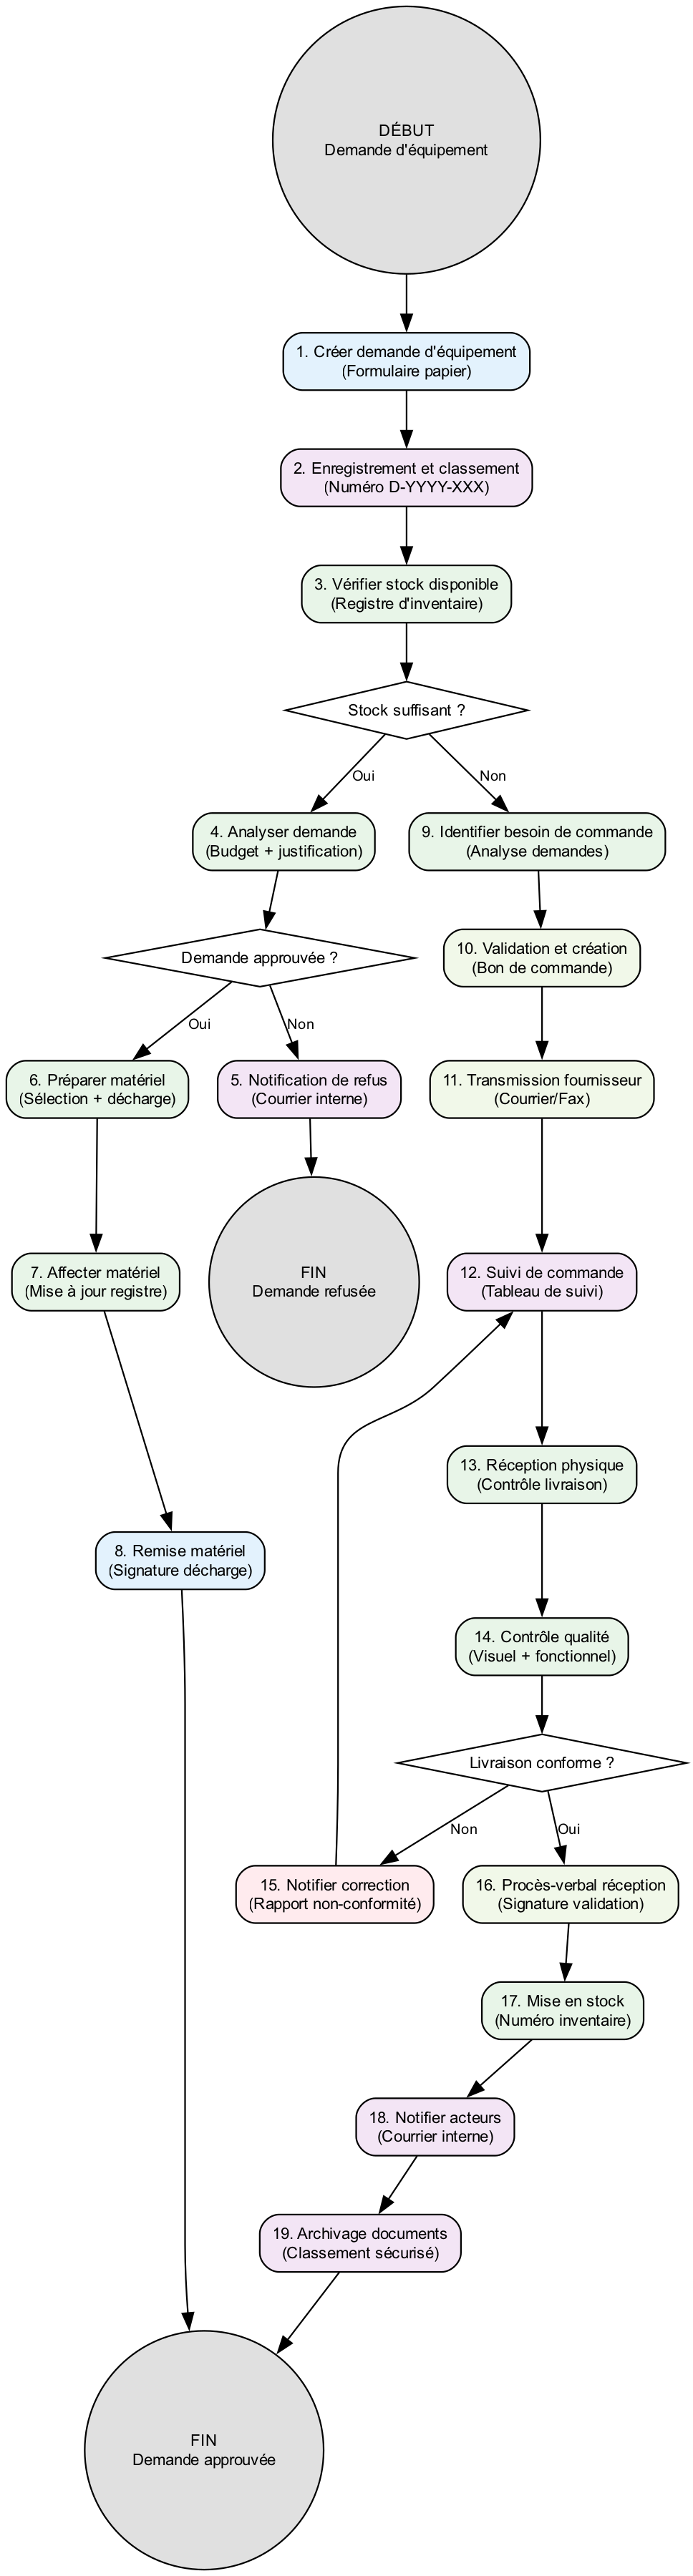 DÉBUT
Demande d'équipement
1. Créer demande d'équipement
(Formulaire papier)
2. Enregistrement et classement
(Numéro D-YYYY-XXX)
3. Vérifier stock disponible
(Registre d'inventaire)
Stock suffisant ?
Oui
Non
4. Analyser demande
(Budget + justification)
9. Identifier besoin de commande
(Analyse demandes)
Demande approuvée ?
10. Validation et création
(Bon de commande)
Oui
Non
6. Préparer matériel
(Sélection + décharge)
5. Notification de refus
(Courrier interne)
11. Transmission fournisseur
(Courrier/Fax)
7. Affecter matériel
(Mise à jour registre)
FIN
Demande refusée
12. Suivi de commande
(Tableau de suivi)
13. Réception physique
(Contrôle livraison)
8. Remise matériel
(Signature décharge)
14. Contrôle qualité
(Visuel + fonctionnel)
Livraison conforme ?
Non
Oui
15. Notifier correction
(Rapport non-conformité)
16. Procès-verbal réception
(Signature validation)
17. Mise en stock
(Numéro inventaire)
18. Notifier acteurs
(Courrier interne)
19. Archivage documents
(Classement sécurisé)
FIN
Demande approuvée